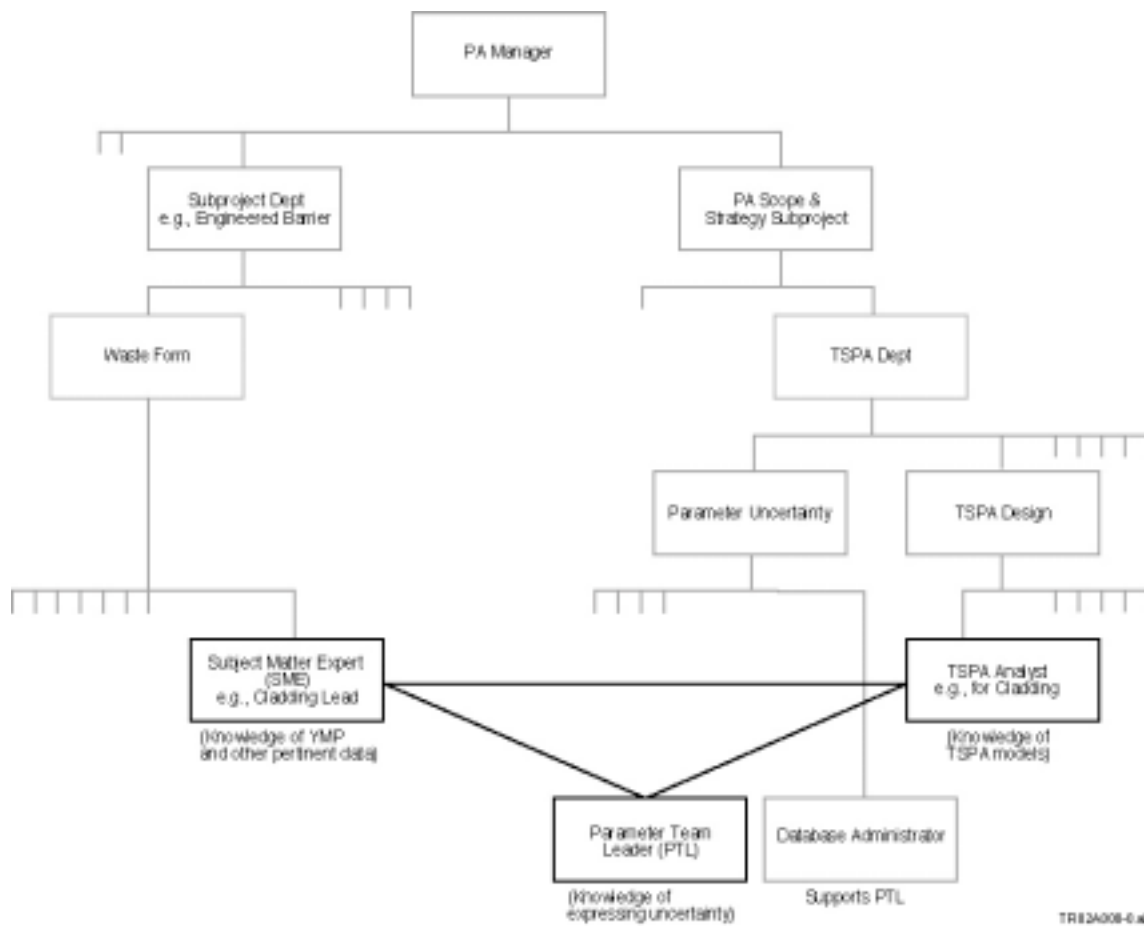 PA Manager
Subproject Dept
e.g., Engineered Barrier
PA Scope &
Strategy Subproject
Waste Form
TSPA Dept
Parameter Uncertainty
TSPA Design
Subject Matter Expert
(SME)
e.g., Cladding Lead
TSPA Analyst
e.g., for Cladding
(Knowledge of YMP
and other pertinent data)
(Knowledge of
TSPA models)
Parameter Team
Leader (PTL)
Database Administrator
(Knowledge of
expressing uncertainty)
Supports PTL